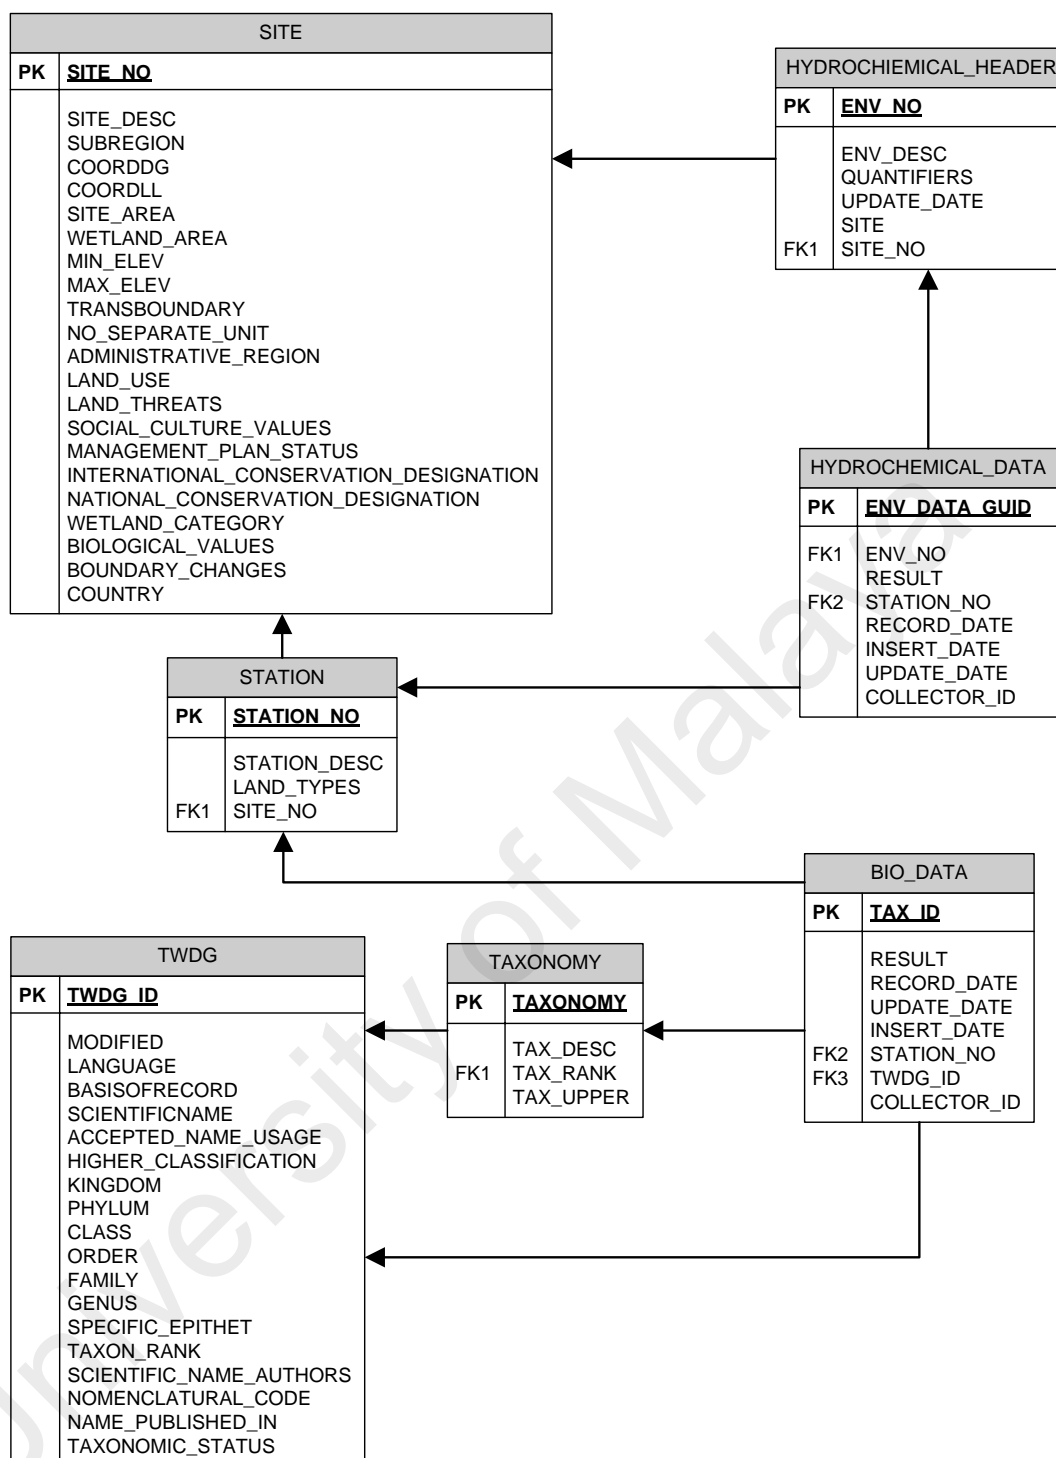 SITE
PK SITE_NO
SITE_DESC
SUBREGION
COORDDG
COORDLL
SITE_AREA
WETLAND_AREA
MIN_ELEV
MAX_ELEV
TRANSBOUNDARY
NO_SEPARATE_UNIT
ADMINISTRATIVE_REGION
LAND_USE
LAND_THREATS
SOCIAL_CULTURE_VALUES
MANAGEMENT_PLAN_STATUS
INTERNATIONAL_CONSERVATION_DESIGNATION
NATIONAL_CONSERVATION_DESIGNATION
WETLAND_CATEGORY
BIOLOGICAL_VALUES
BOUNDARY_CHANGES
COUNTRY
HYDROCHIEMICAL_HEADER
PK ENV_NO
ENV_DESC
QUANTIFIERS
UPDATE_DATE
SITE
FK1 SITE_NO
HYDROCHEMICAL_DATA
PK ENV_DATA_GUID
FK1 ENV_NO
RESULT
FK2 STATION_NO
RECORD_DATE
INSERT_DATE
UPDATE_DATE
COLLECTOR_ID
STATION
PK STATION_NO
STATION_DESC
LAND_TYPES
FK1 SITE_NO
BIO_DATA
PK TAX_ID
RESULT
RECORD_DATE
UPDATE_DATE
INSERT_DATE
FK2 STATION_NO
FK3 TWDG_ID
COLLECTOR_ID
TAXONOMY
PK TAXONOMY
TAX_DESC
FK1 TAX_RANK
TAX_UPPER
TWDG
PK TWDG_ID
MODIFIED
LANGUAGE
BASISOFRECORD
SCIENTIFICNAME
ACCEPTED_NAME_USAGE
HIGHER_CLASSIFICATION
KINGDOM
PHYLUM
CLASS
ORDER
FAMILY
GENUS
SPECIFIC_EPITHET
TAXON_RANK
SCIENTIFIC_NAME_AUTHORS
NOMENCLATURAL_CODE
NAME_PUBLISHED_IN
TAXONOMIC_STATUS
University of Malaya